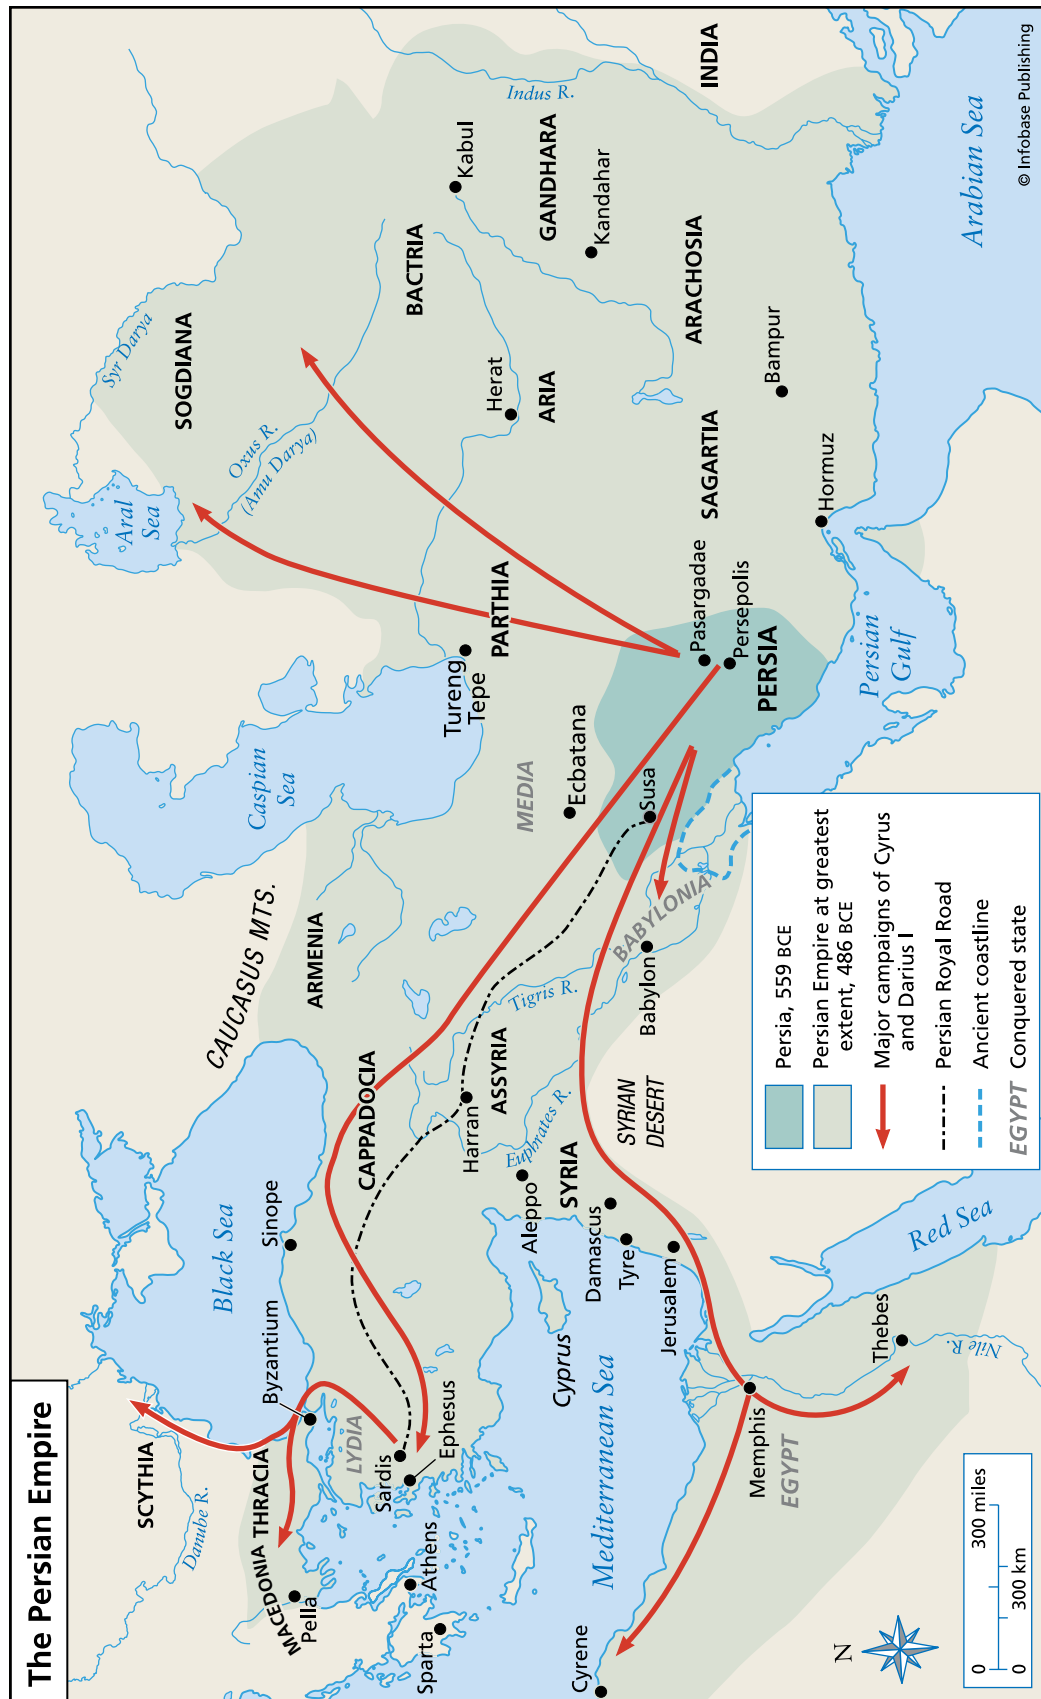 The Persian Empire
SCYTHIA
Danube R.
MACEDONIA
THRACIA
Pella
Byzantium
Black Sea
Sinope
CAUCASUS MTS.
Caspian
Sea
Aral
Sea
Syr Darya
SOGDIANA
Oxus R.
(Amu Darya)
LYDIA
Sardis
Ephesus
Athens
Sparta
CAPPADOCIA
ARMENIA
Harran
ASSYRIA
Tigris R.
Euphrates R.
Aleppo
SYRIA
MEDIA
Ecbatana
Tureng
Tepe
PARTHIA
Herat
ARIA
BACTRIA
Kabul
GANDHARA
Kandahar
Indus R.
INDIA
Cyprus
Mediterranean Sea
Cyrene
Damascus
Tyre
Jerusalem
SYRIAN
DESERT
Babylon
BABYLONIA
Susa
Pasargadae
Persepolis
PERSIA
SAGARTIA
ARACHOSIA
Bampur
Hormuz
Persian
Gulf
Arabian Sea
Memphis
EGYPT
Thebes
Nile R.
Red Sea
Persia, 559 BCE
Persian Empire at greatest
extent, 486 BCE
Major campaigns of Cyrus
and Darius I
Persian Royal Road
Ancient coastline
EGYPT Conquered state
N
0 300 miles
0 300 km
© Infobase Publishing